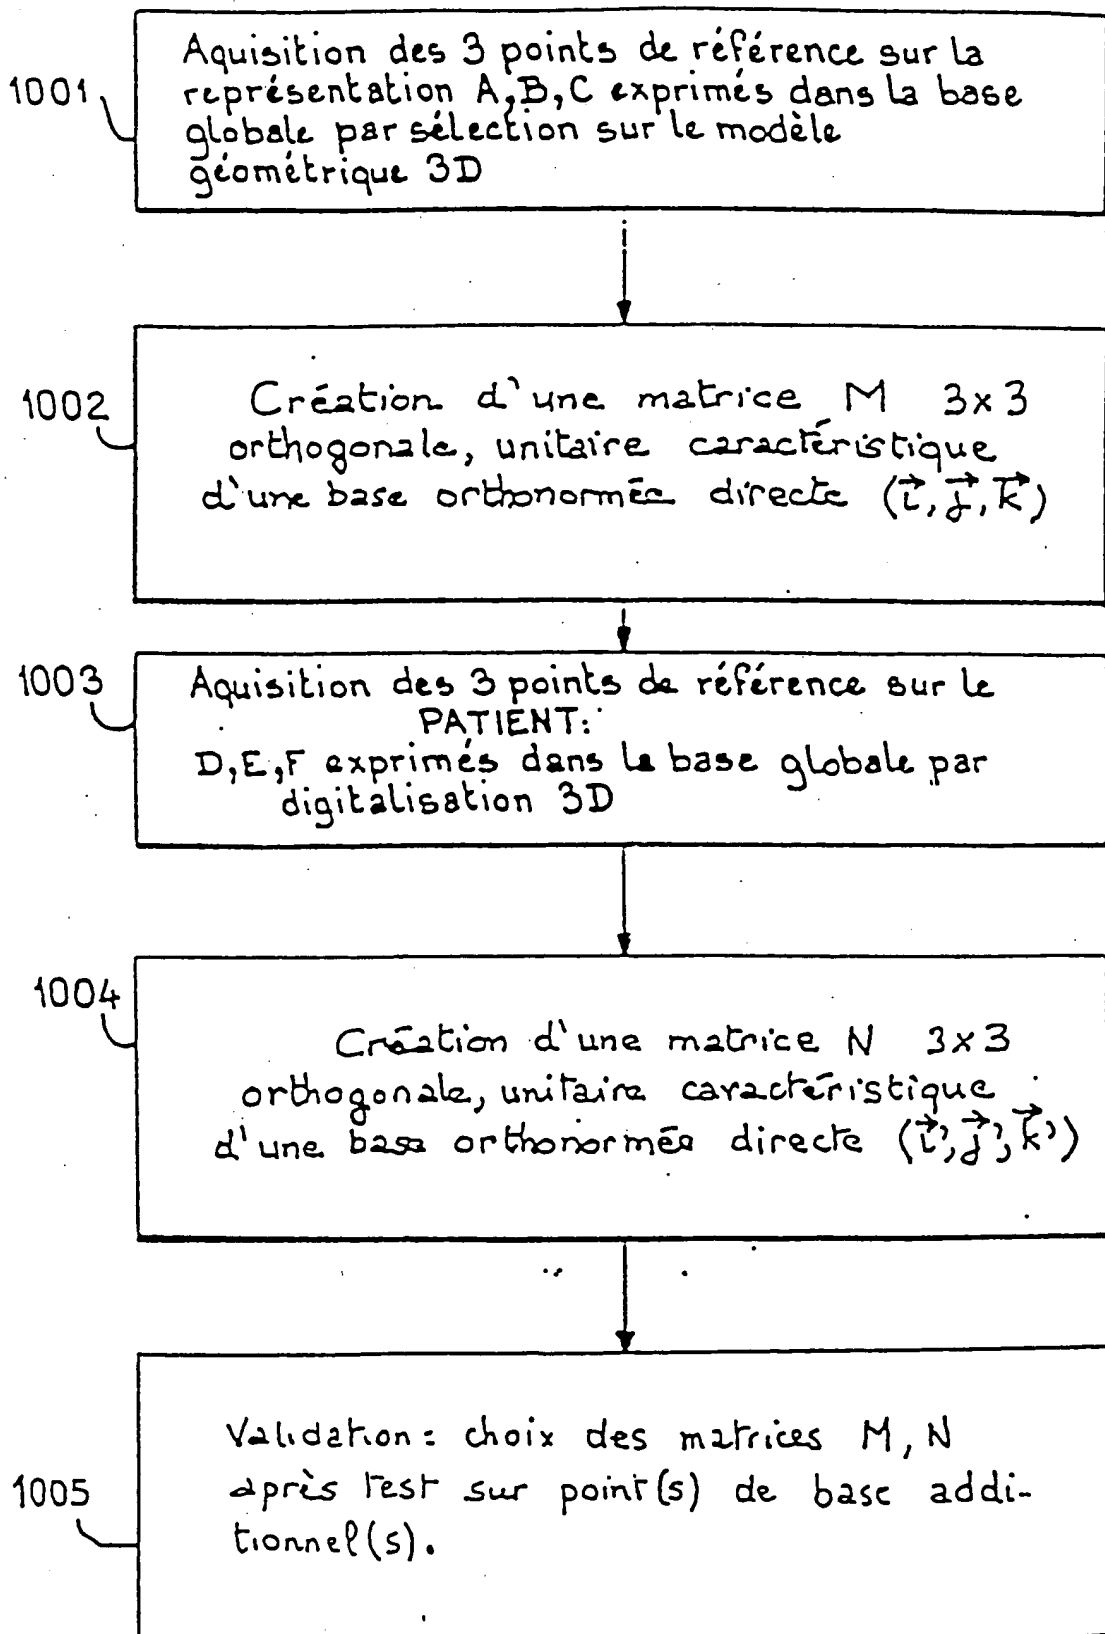 1001
Aquisition des 3 points de référence sur la
représentation A,B,C exprimés dans la base
globale par sélection sur le modèle
géométrique 3D
1002
Création d'une matrice M 3x3
orthogonale, unitaire caractéristique
d'une base orthonormée directe (i⃗, j⃗, k⃗)
1003
Aquisition des 3 points de référence sur le
PATIENT:
D,E,F exprimés dans la base globale par
digitalisation 3D
1004
Création d'une matrice N 3x3
orthogonale, unitaire caractéristique
d'une base orthonormée directe (i⃗', j⃗', k⃗')
1005
Validation: choix des matrices M, N
après test sur point(s) de base addi-
tionnel(s).